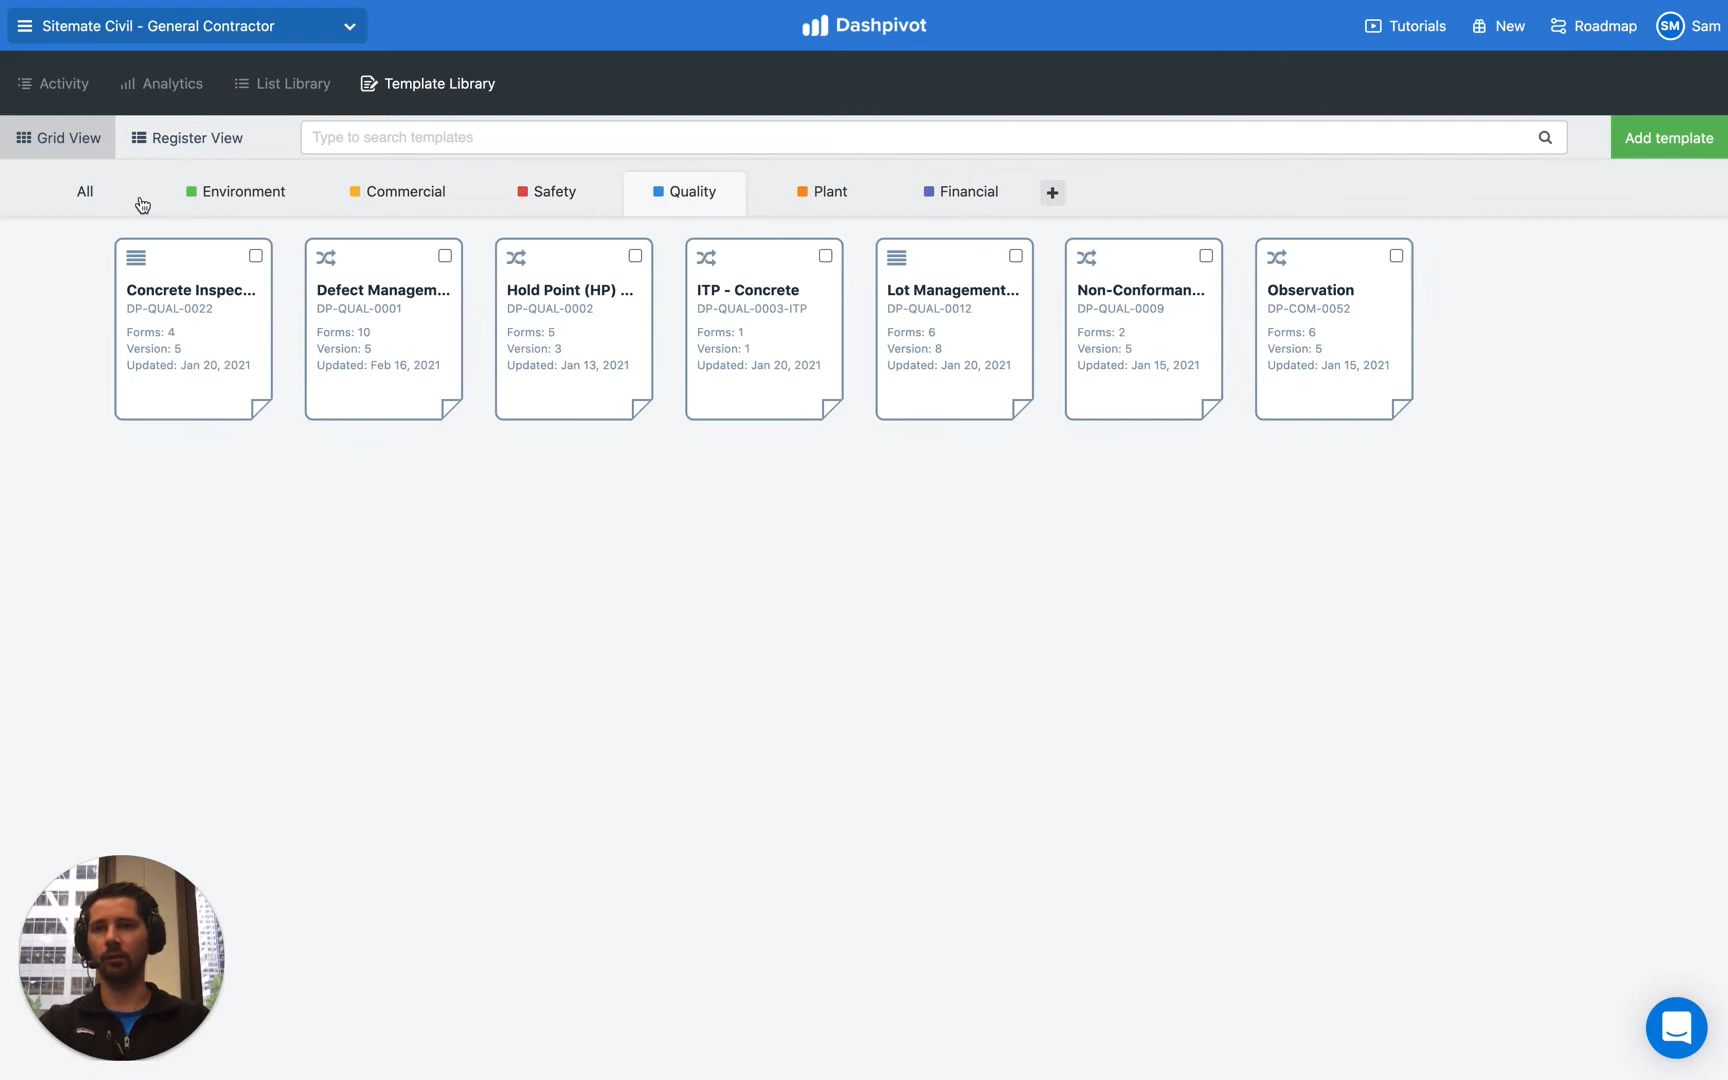 Sitemate Civil - General Contractor
Dashpivot
Tutorials
New
Roadmap
SM
Sam
Activity
Analytics
List Library
Template Library
Grid View
Register View
Type to search templates
Add template
All
Environment
Commercial
Safety
Quality
Plant
Financial
+
Concrete Inspec...
DP-QUAL-0022
Forms: 4
Version: 5
Updated: Jan 20, 2021
Defect Managem...
DP-QUAL-0001
Forms: 10
Version: 5
Updated: Feb 16, 2021
Hold Point (HP) ...
DP-QUAL-0002
Forms: 5
Version: 3
Updated: Jan 13, 2021
ITP - Concrete
DP-QUAL-0003-ITP
Forms: 1
Version: 1
Updated: Jan 20, 2021
Lot Management...
DP-QUAL-0012
Forms: 6
Version: 8
Updated: Jan 20, 2021
Non-Conforman...
DP-QUAL-0009
Forms: 2
Version: 5
Updated: Jan 15, 2021
Observation
DP-COM-0052
Forms: 6
Version: 5
Updated: Jan 15, 2021